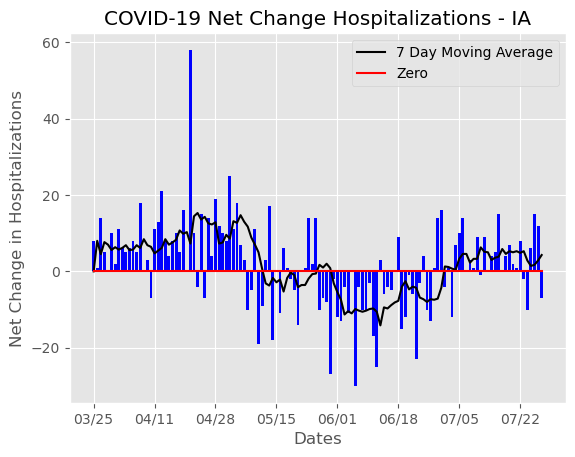 COVID-19 Net Change Hospitalizations - IA
7 Day Moving Average
Zero
Net Change in Hospitalizations
60
40
20
0
−20
03/25 04/11 04/28 05/15 06/01 06/18 07/05 07/22
Dates